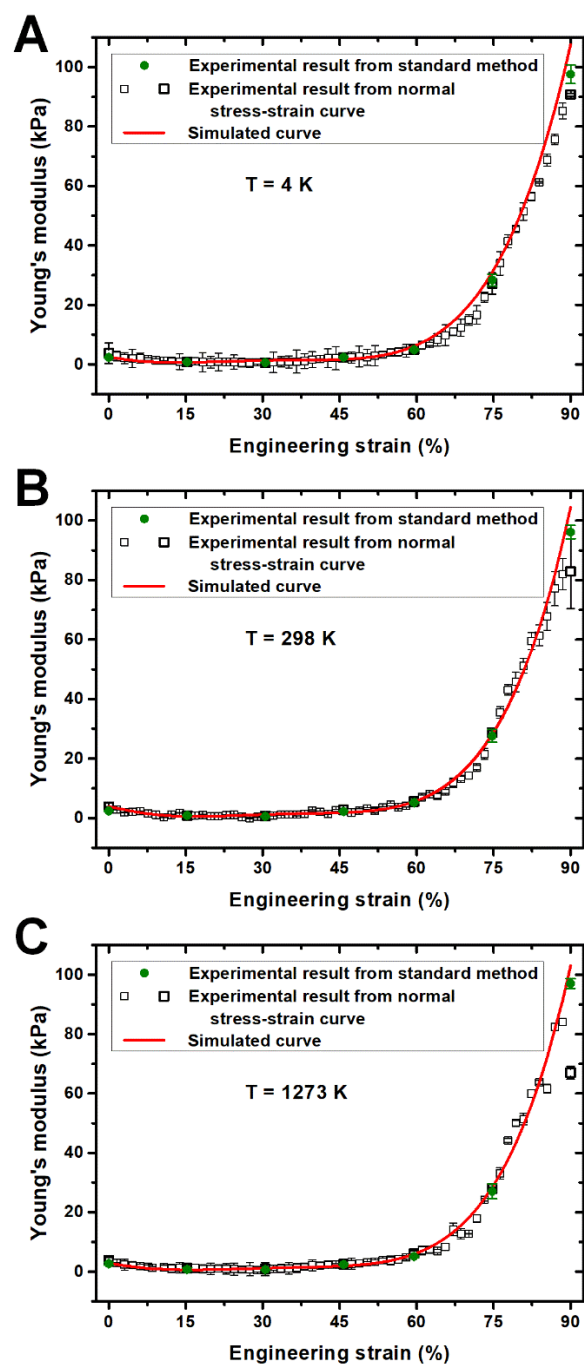 A
Experimental result from standard method
Experimental result from normal
stress-strain curve
Simulated curve
T = 4 K
Young's modulus (kPa)
100
80
60
40
20
0
0 15 30 45 60 75 90
Engineering strain (%)
B
Experimental result from standard method
Experimental result from normal
stress-strain curve
Simulated curve
T = 298 K
Young's modulus (kPa)
100
80
60
40
20
0
0 15 30 45 60 75 90
Engineering strain (%)
C
Experimental result from standard method
Experimental result from normal
stress-strain curve
Simulated curve
T = 1273 K
Young's modulus (kPa)
100
80
60
40
20
0
0 15 30 45 60 75 90
Engineering strain (%)